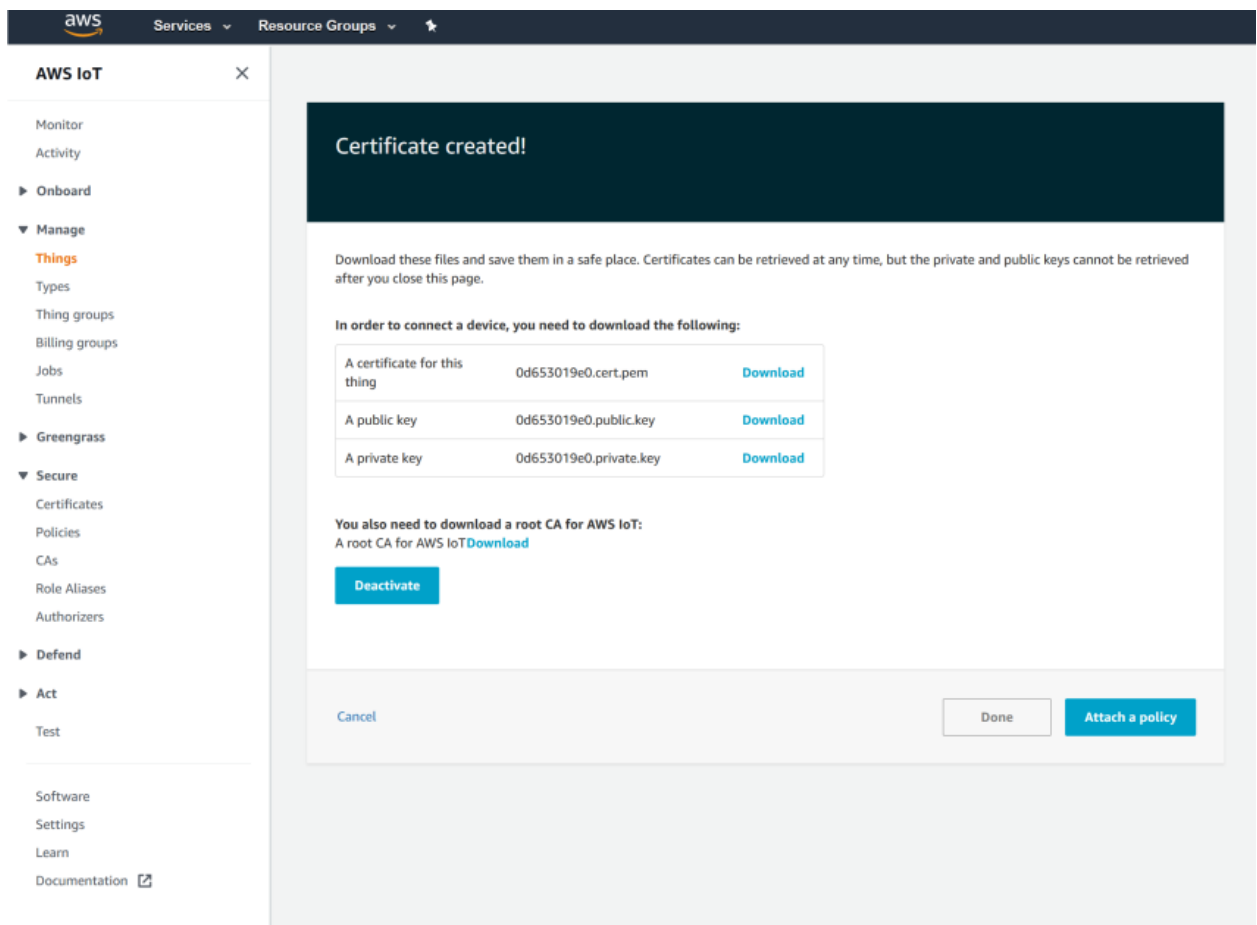 aws
Services
Resource Groups
AWS IoT
Monitor
Activity
Onboard
Manage
Things
Types
Thing groups
Billing groups
Jobs
Tunnels
Greengrass
Secure
Certificates
Policies
CAs
Role Aliases
Authorizers
Defend
Act
Test
Software
Settings
Learn
Documentation
Certificate created!
Download these files and save them in a safe place. Certificates can be retrieved at any time, but the private and public keys cannot be retrieved
after you close this page.
In order to connect a device, you need to download the following:
A certificate for this
thing
0d653019e0.cert.pem
Download
A public key
0d653019e0.public.key
Download
A private key
0d653019e0.private.key
Download
You also need to download a root CA for AWS IoT:
A root CA for AWS IoTDownload
Deactivate
Cancel
Done
Attach a policy